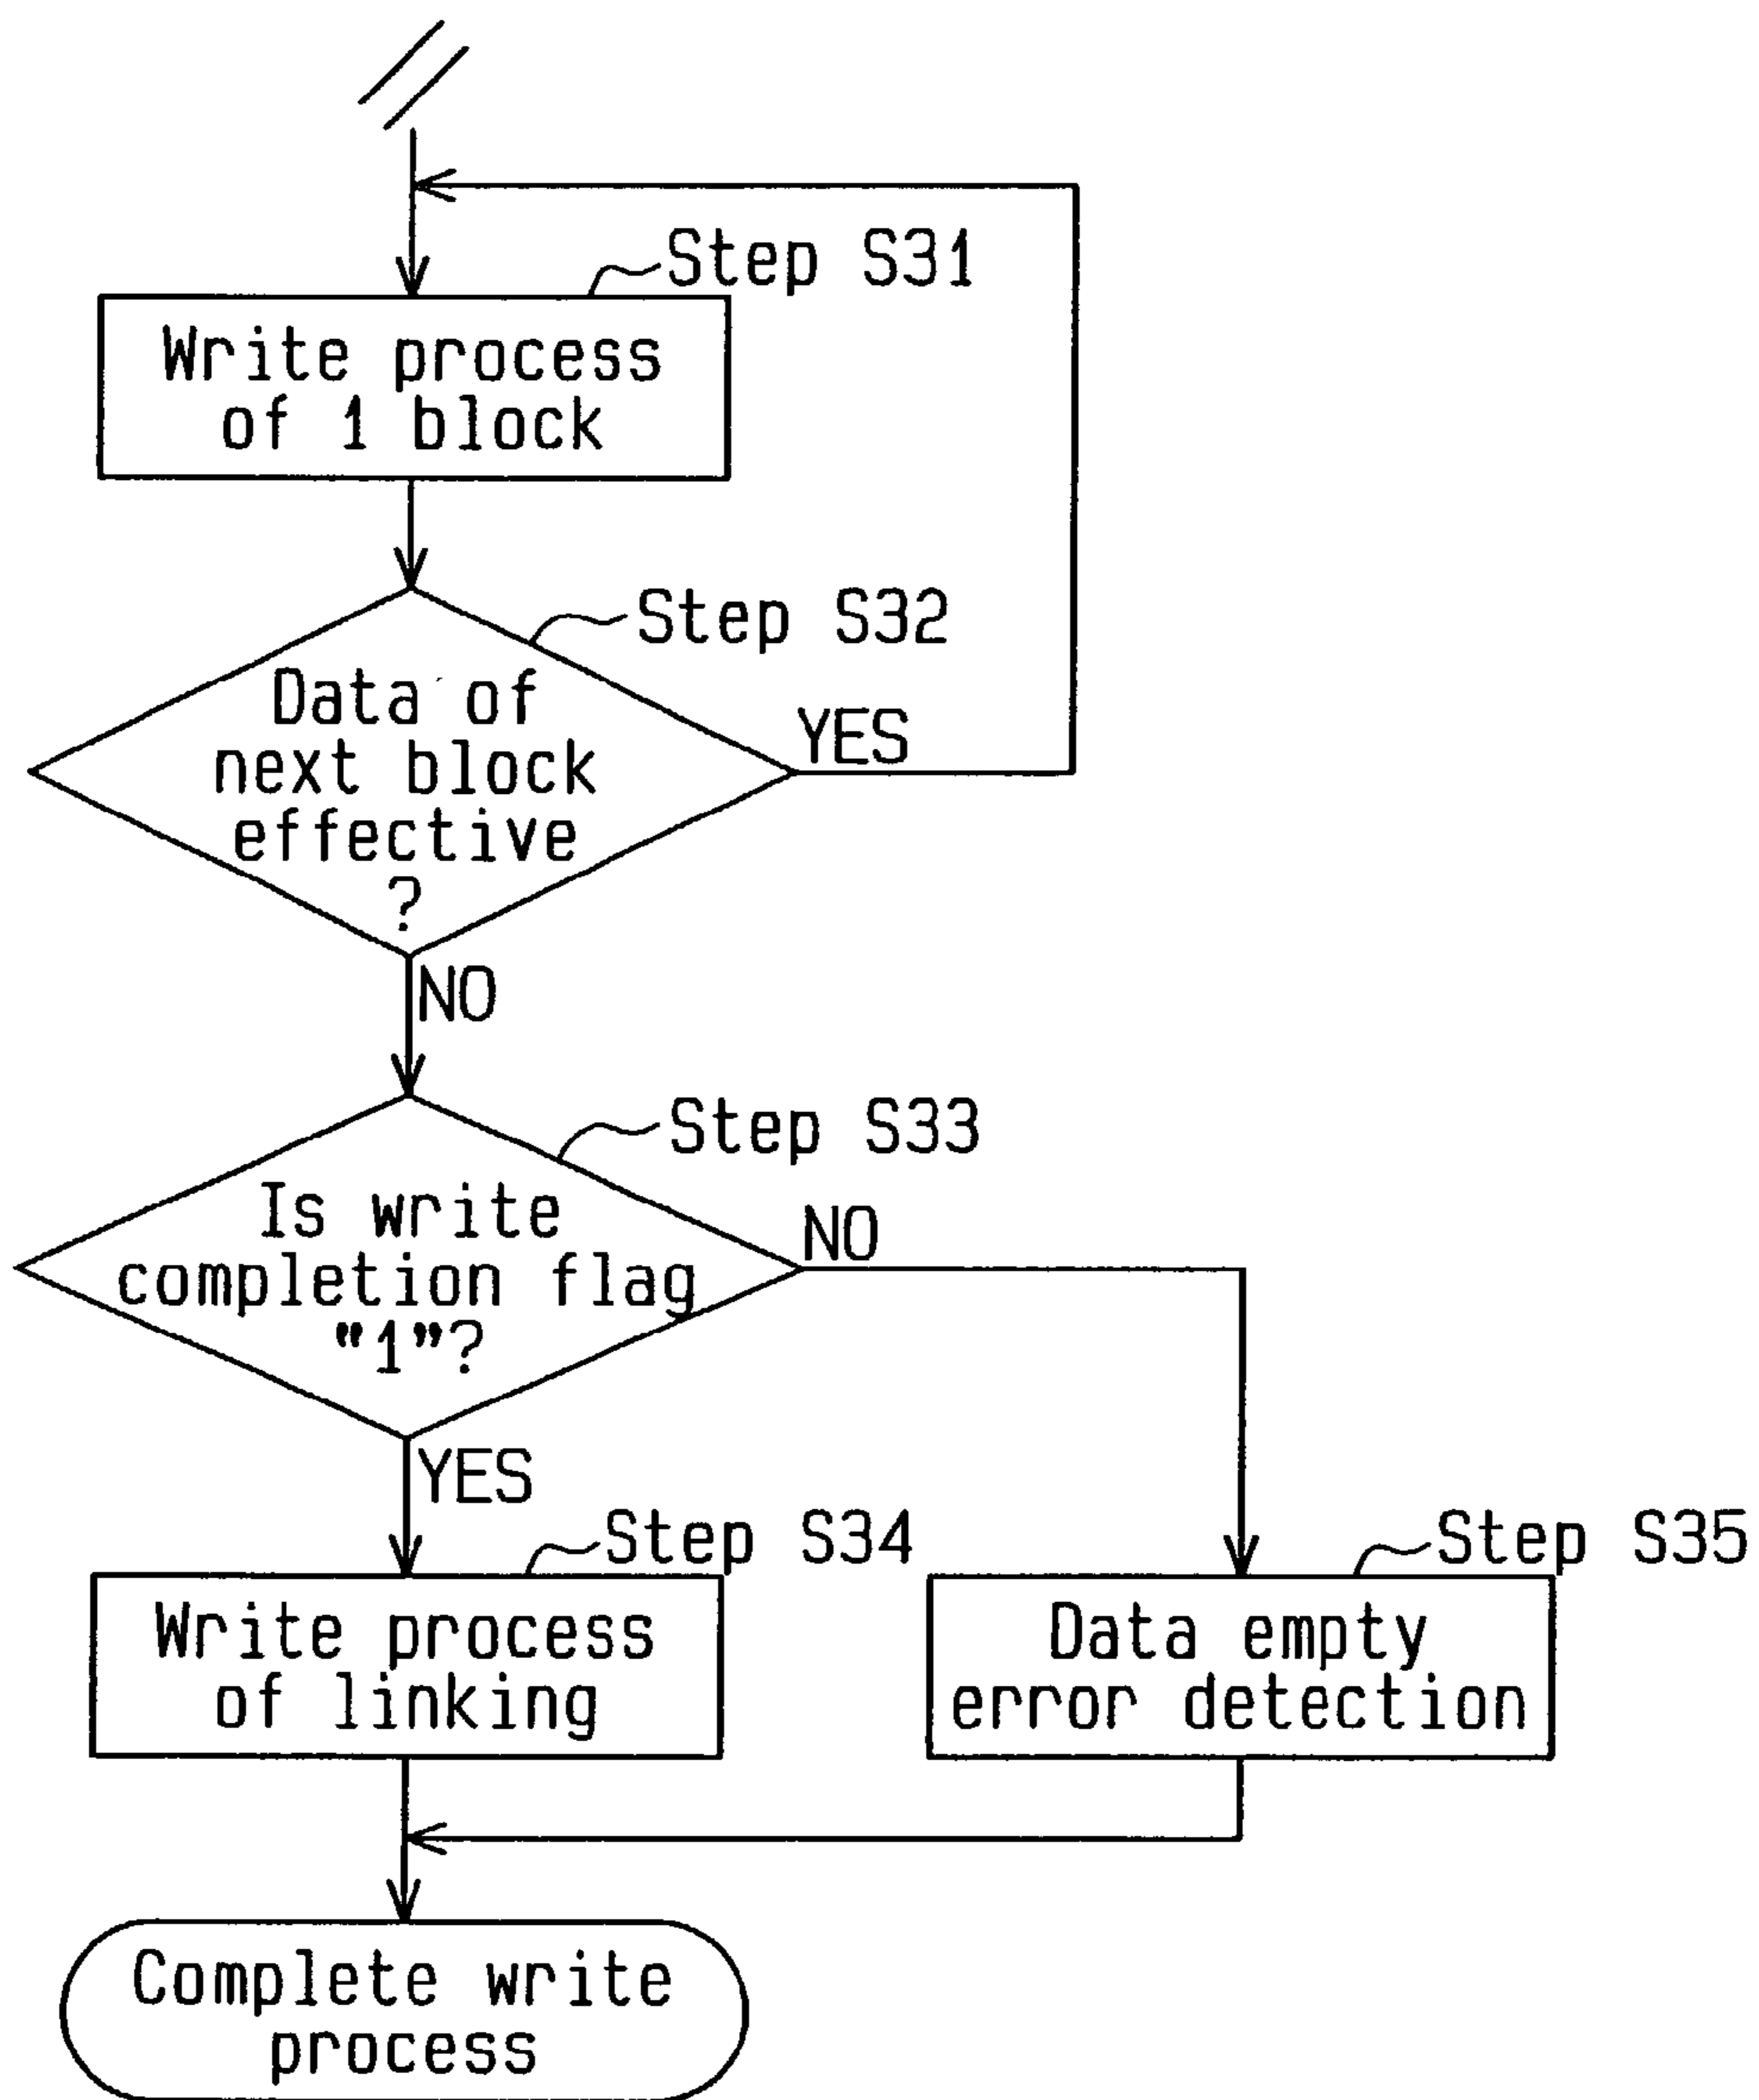 Step S31
Write process
of 1 block
Step S32
Data of
next block
effective
?
YES
NO
Step S33
Is write
completion flag
"1"?
NO
YES
Step S34
Write process
of linking
Step S35
Data empty
error detection
Complete write
process